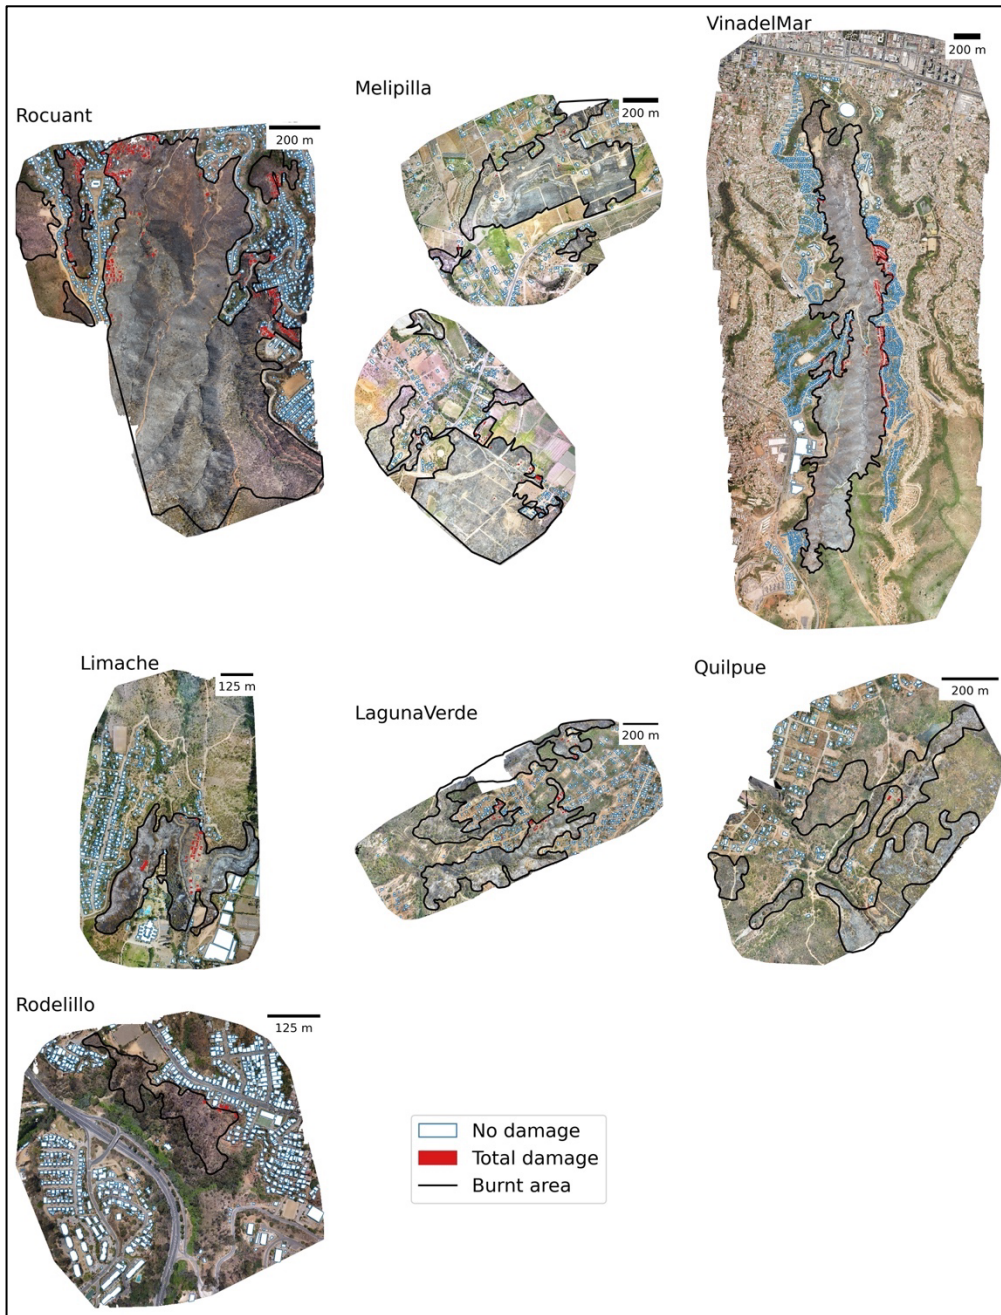 VinadelMar
200 m
Melipilla
200 m
Rocuant
200 m
Limache
125 m
LagunaVerde
200 m
Quilpue
200 m
Rodelillo
125 m
No damage
Total damage
Burnt area